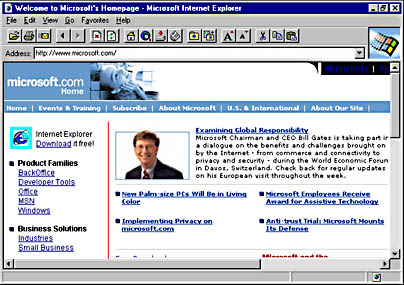 Welcome to Microsoft's Homepage - Microsoft Internet Explorer
File Edit View Go Favorites Help
Address: http://www.microsoft.com/
All Products
microsoft.com
Home
Home | Events & Training | Subscribe | About Microsoft | U.S. & International | About Our Site |
Internet Explorer
Download it free!
Product Families
BackOffice
Developer Tools
Office
MSN
Windows
Business Solutions
Industries
Small Business
Examining Global Responsibility
Microsoft Chairman and CEO Bill Gates is taking part in
a dialogue on the benefits and challenges brought on
by the Internet - from commerce and connectivity to
privacy and security - during the World Economic Forum
in Davos, Switzerland. Check back for regular updates
on his European visit throughout the week.
New Palm-size PCs Will be in Living
Color
Microsoft Employees Receive
Award for Assistive Technology
Implementing Privacy on
microsoft.com
Anti-trust Trial: Microsoft Mounts
Its Defense
Microsoft and the